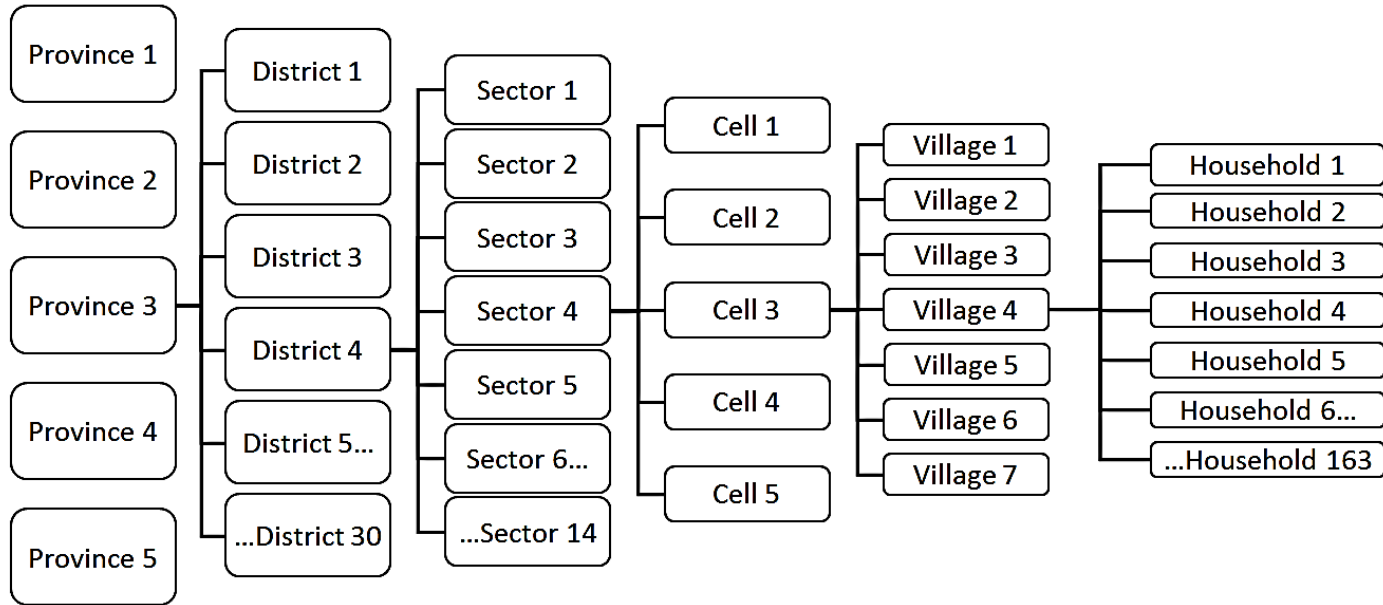 Province 1
Province 2
Province 3
Province 4
Province 5
District 1
District 2
District 3
District 4
District 5...
...District 30
Sector 1
Sector 2
Sector 3
Sector 4
Sector 5
Sector 6...
...Sector 14
Cell 1
Cell 2
Cell 3
Cell 4
Cell 5
Village 1
Village 2
Village 3
Village 4
Village 5
Village 6
Village 7
Household 1
Household 2
Household 3
Household 4
Household 5
Household 6...
...Household 163